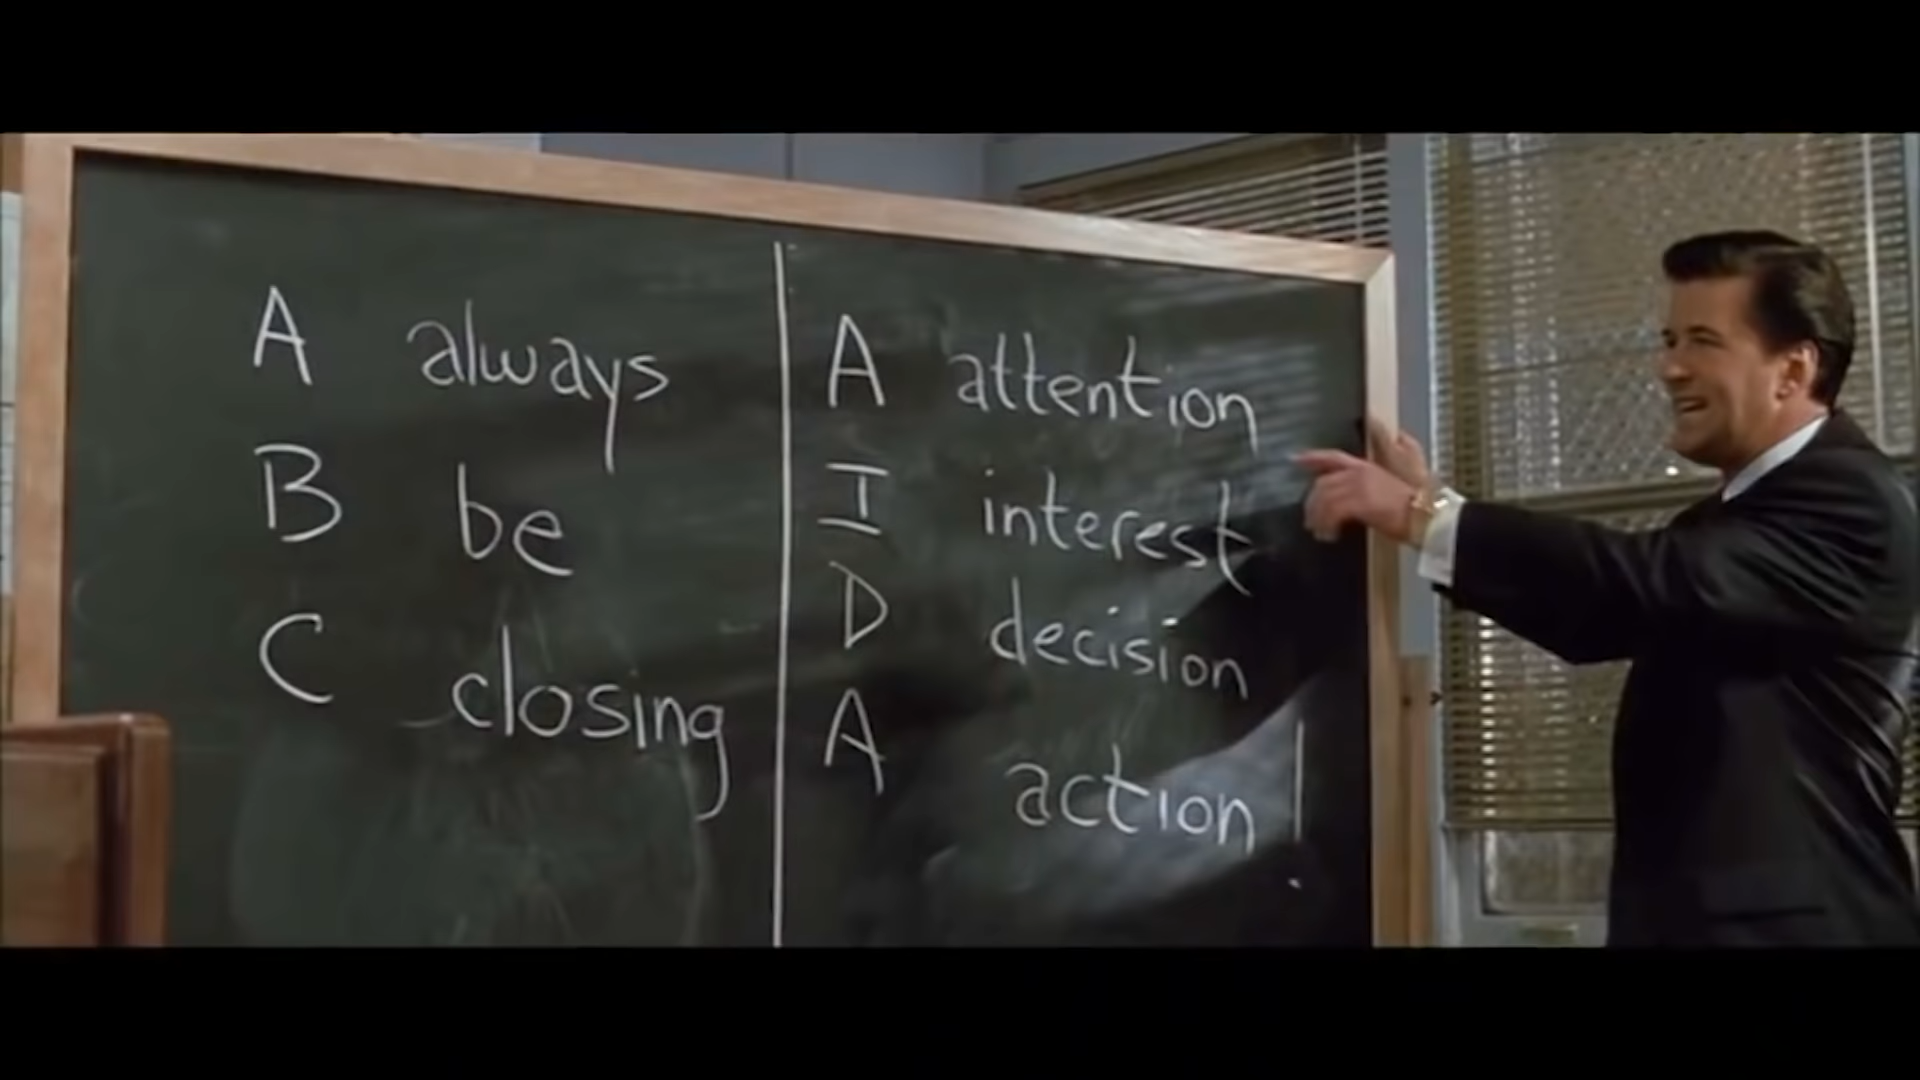 A always
B be
C closing
A attention
I interest
D decision
A action!